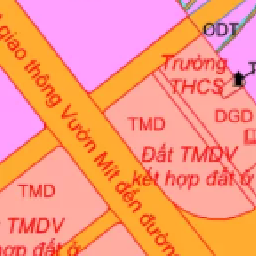 ODT
giao thông Vườn Mít đến đường
Trường
THCS
DGD
TMD
Đất TMDV
kết hợp đất ở
TMD
TMDV
hợp đất ở